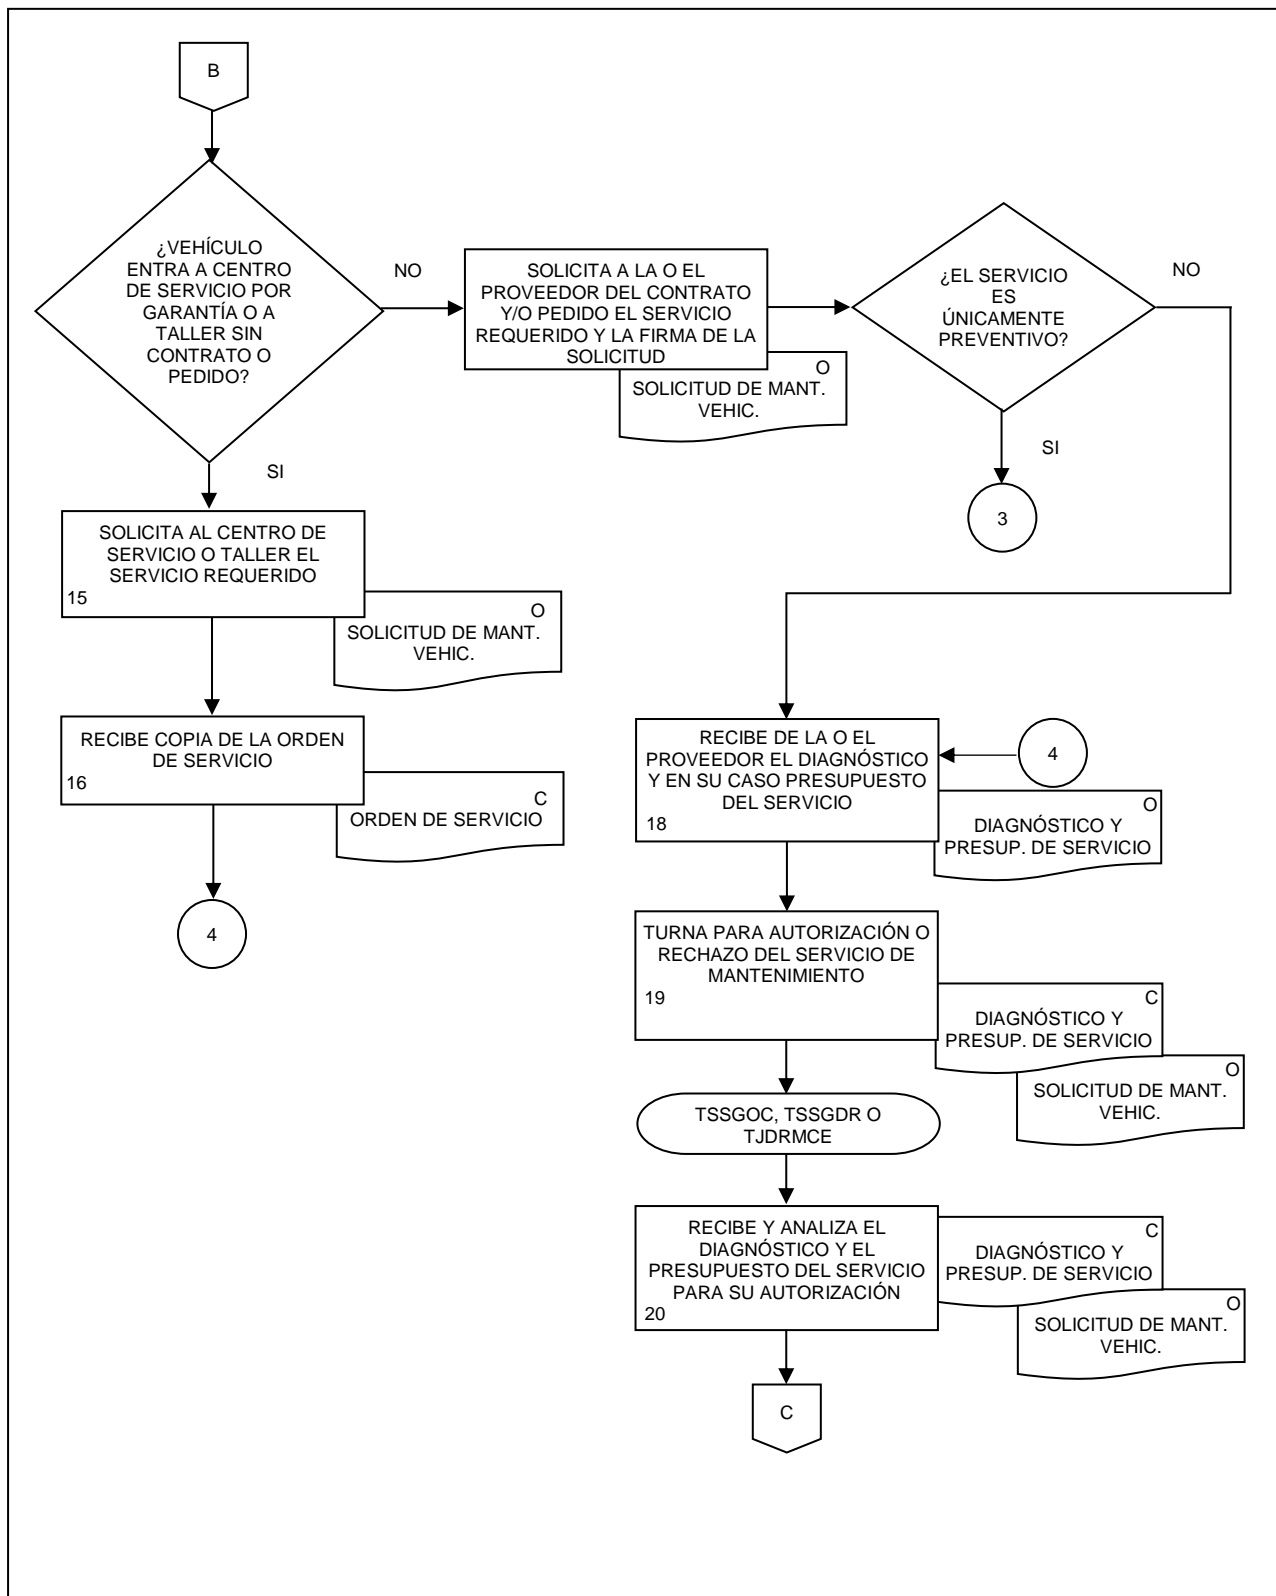 B
¿VEHÍCULO
ENTRA A CENTRO
DE SERVICIO POR
GARANTÍA O A
TALLER SIN
CONTRATO O
PEDIDO?
NO
SOLICITA A LA O EL
PROVEEDOR DEL CONTRATO
Y/O PEDIDO EL SERVICIO
REQUERIDO Y LA FIRMA DE LA
SOLICITUD
O
SOLICITUD DE MANT.
VEHIC.
¿EL SERVICIO
ES
ÚNICAMENTE
PREVENTIVO?
NO
SI
3
SI
SOLICITA AL CENTRO DE
SERVICIO O TALLER EL
SERVICIO REQUERIDO
15
O
SOLICITUD DE MANT.
VEHIC.
RECIBE COPIA DE LA ORDEN
DE SERVICIO
16
C
ORDEN DE SERVICIO
4
RECIBE DE LA O EL
PROVEEDOR EL DIAGNÓSTICO
Y EN SU CASO PRESUPUESTO
DEL SERVICIO
18
4
O
DIAGNÓSTICO Y
PRESUP. DE SERVICIO
TURNA PARA AUTORIZACIÓN O
RECHAZO DEL SERVICIO DE
MANTENIMIENTO
19
C
DIAGNÓSTICO Y
PRESUP. DE SERVICIO
O
SOLICITUD DE MANT.
VEHIC.
TSSGOC, TSSGDR O
TJDRMCE
RECIBE Y ANALIZA EL
DIAGNÓSTICO Y EL
PRESUPUESTO DEL SERVICIO
PARA SU AUTORIZACIÓN
20
C
DIAGNÓSTICO Y
PRESUP. DE SERVICIO
O
SOLICITUD DE MANT.
VEHIC.
C